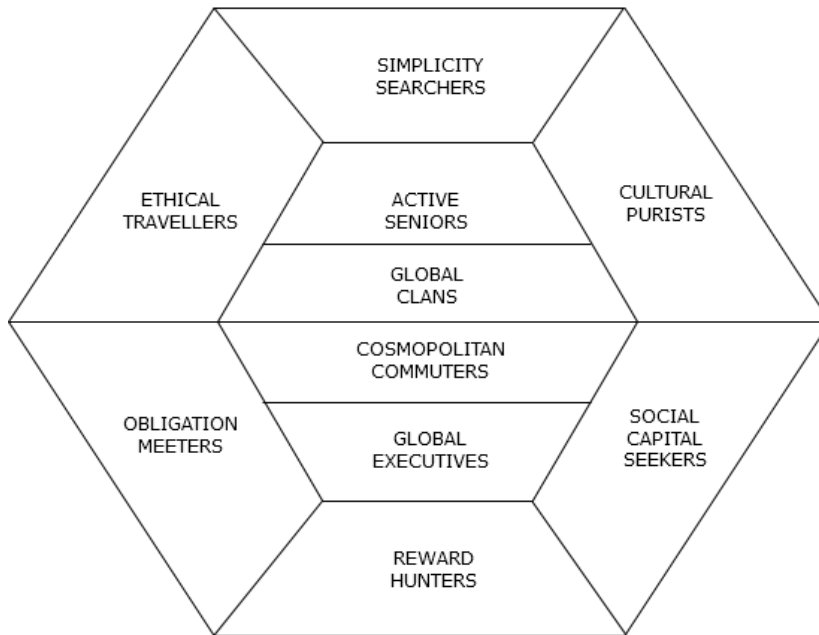 SIMPLICITY
SEARCHERS
ETHICAL
TRAVELLERS
ACTIVE
SENIORS
CULTURAL
PURISTS
GLOBAL
CLANS
COSMOPOLITAN
COMMUTERS
OBLIGATION
MEETERS
GLOBAL
EXECUTIVES
SOCIAL
CAPITAL
SEEKERS
REWARD
HUNTERS